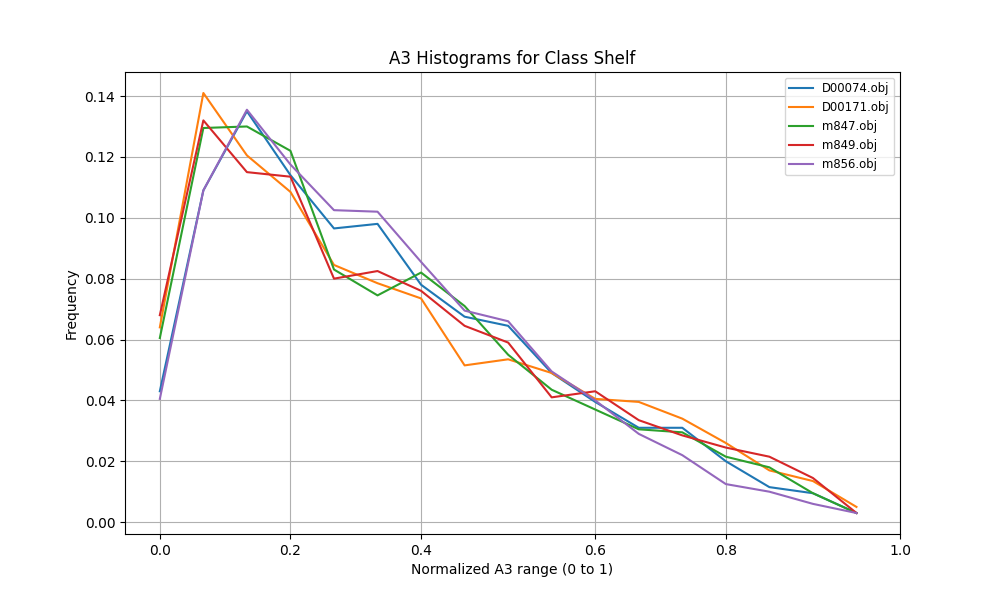 A3 Histograms for Class Shelf
D00074.obj
D00171.obj
m847.obj
m849.obj
m856.obj
Frequency
0.14
0.12
0.10
0.08
0.06
0.04
0.02
0.00
0.0 0.2 0.4 0.6 0.8 1.0
Normalized A3 range (0 to 1)